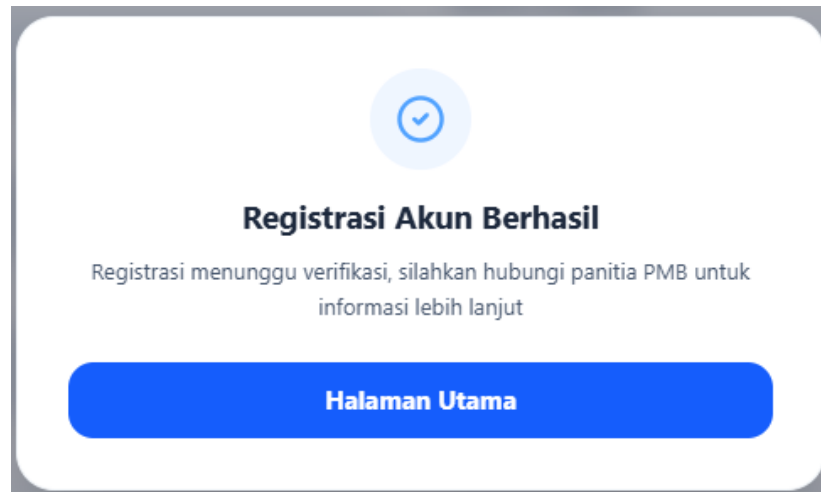 Registrasi Akun Berhasil
Registrasi menunggu verifikasi, silahkan hubungi panitia PMB untuk
informasi lebih lanjut
Halaman Utama